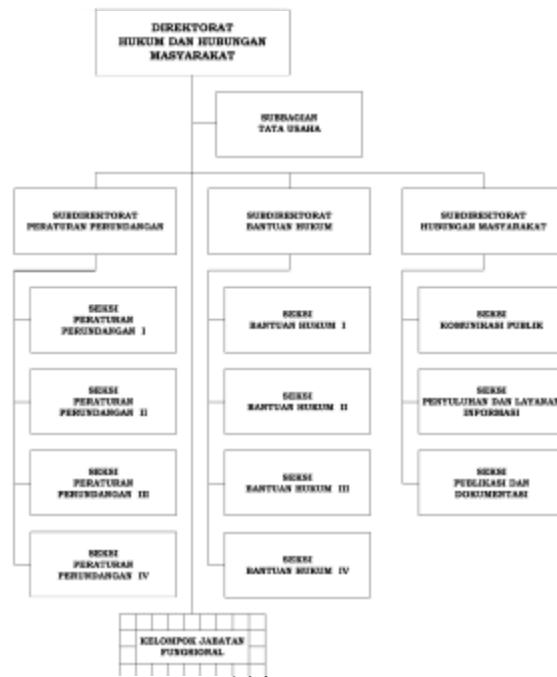 DIREKTORAT
HUKUM DAN HUBUNGAN
MASYARAKAT
SUBBAGIAN
TATA USAHA
SUBDIREKTORAT
PERATURAN PERUNDANGAN
SUBDIREKTORAT
BANTUAN HUKUM
SUBDIREKTORAT
HUBUNGAN MASYARAKAT
SEKSI
PERATURAN
PERUNDANGAN I
SEKSI
BANTUAN HUKUM I
SEKSI
KOMUNIKASI PUBLIK
SEKSI
PERATURAN
PERUNDANGAN II
SEKSI
BANTUAN HUKUM II
SEKSI
PENYULUHAN DAN LAYANAN
INFORMASI
SEKSI
PERATURAN
PERUNDANGAN III
SEKSI
BANTUAN HUKUM III
SEKSI
PUBLIKASI DAN
DOKUMENTASI
SEKSI
PERATURAN
PERUNDANGAN IV
SEKSI
BANTUAN HUKUM IV
KELOMPOK JABATAN
FUNGSIONAL